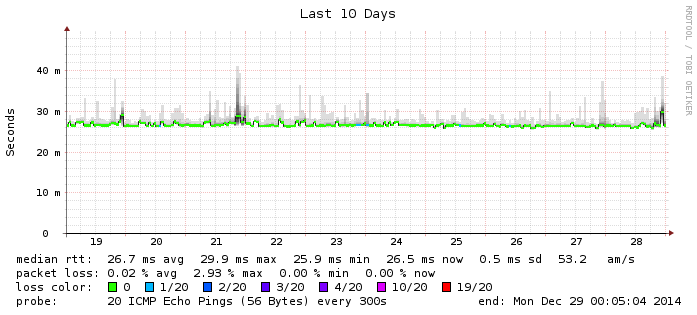 Last 10 Days
RRDTOOL / TOBI OETIKER
Seconds
40 m
30 m
20 m
10 m
0
19 20 21 22 23 24 25 26 27 28
median rtt: 26.7 ms avg 29.9 ms max 25.9 ms min 26.5 ms now 0.5 ms sd 53.2 am/s
packet loss: 0.02 % avg 2.93 % max 0.00 % min 0.00 % now
loss color: 0 1/20 2/20 3/20 4/20 10/20 19/20
probe: 20 ICMP Echo Pings (56 Bytes) every 300s end: Mon Dec 29 00:05:04 2014